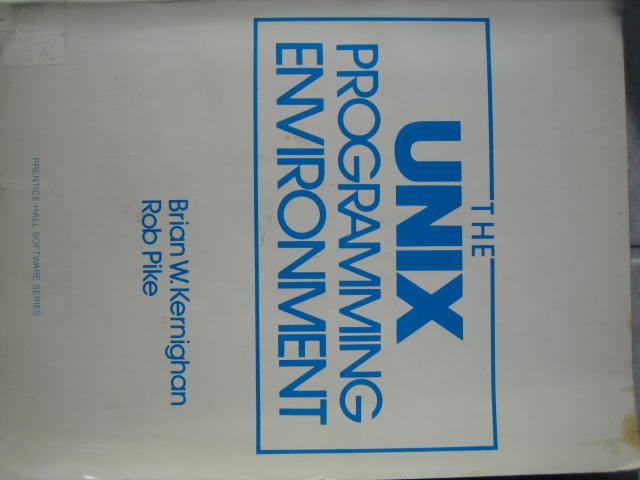 THE
UNIX
PROGRAMMING
ENVIRONMENT
Brian W. Kernighan
Rob Pike
PRENTICE-HALL SOFTWARE SERIES